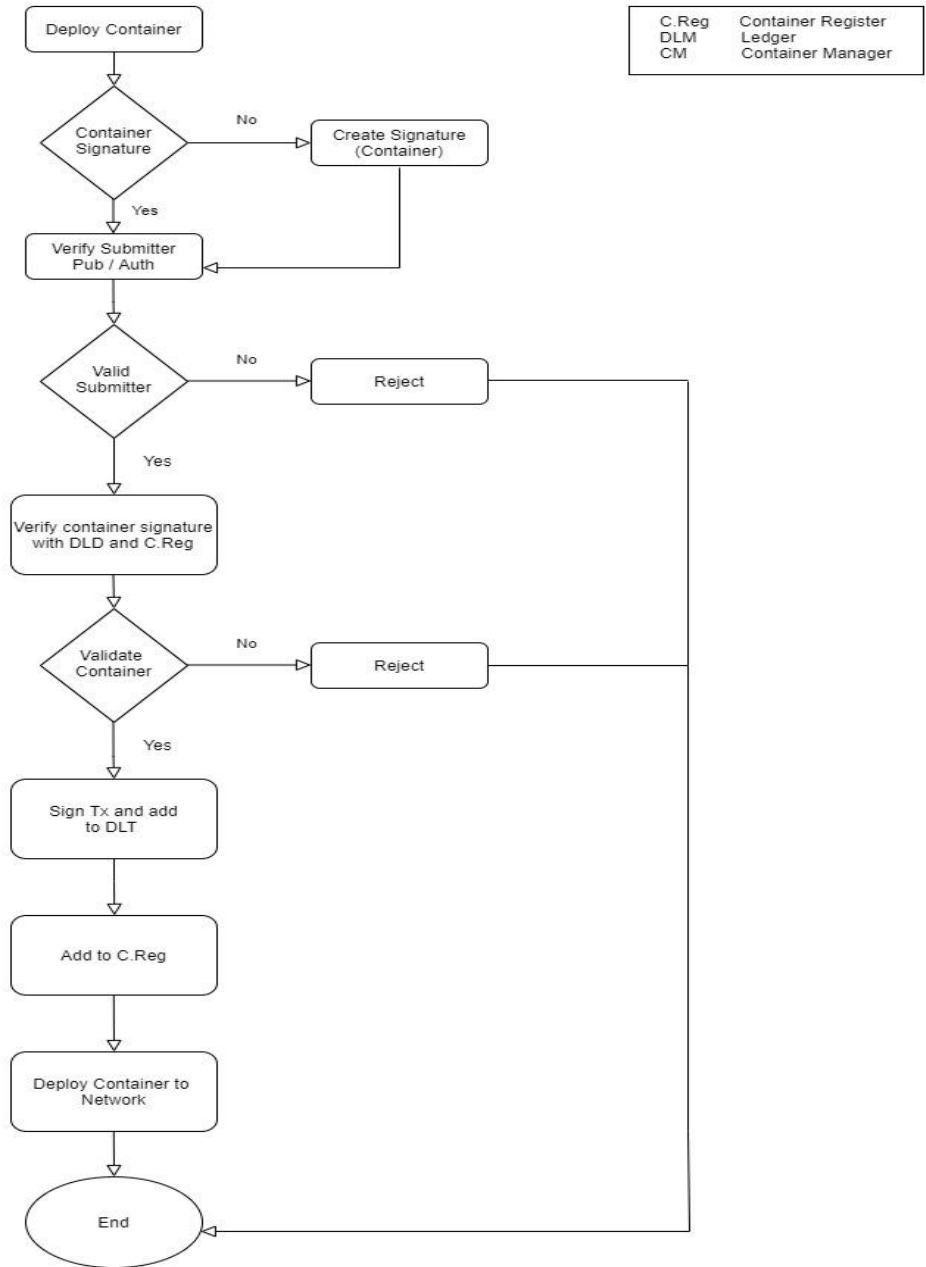 Deploy Container
C.Reg Container Register
DLM Ledger
CM Container Manager
Container
Signature
No
Create Signature
(Container)
Yes
Verify Submitter
Pub / Auth
Valid
Submitter
No
Reject
Yes
Verify container signature
with DLD and C.Reg
Validate
Container
No
Reject
Yes
Sign Tx and add
to DLT
Add to C.Reg
Deploy Container to
Network
End